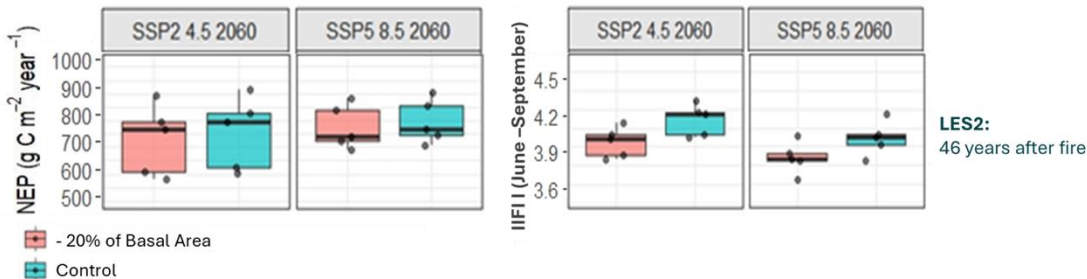 SSP2 4.5 2060
SSP5 8.5 2060
NEP (g C m⁻² year⁻¹)
1000
900
800
700
600
500
- 20% of Basal Area
Control
SSP2 4.5 2060
SSP5 8.5 2060
IIFI I (June –September)
4.5
4.2
3.9
3.6
LES2:
46 years after fire